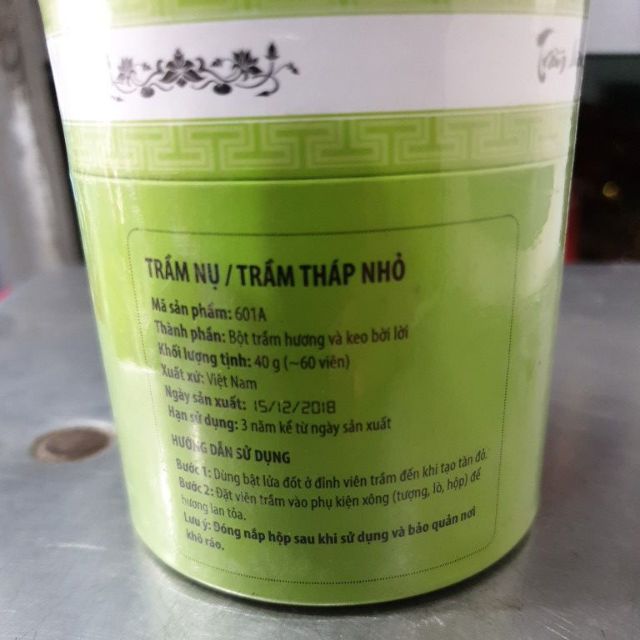 TRẦM NỤ / TRẦM THÁP NHỎ
Mã sản phẩm: 601A
Thành phần: Bột trầm hương và keo bời lời
Khối lượng tịnh: 40 g (~60 viên)
Xuất xứ: Việt Nam
Ngày sản xuất: 15/12/2018
Hạn sử dụng: 3 năm kể từ ngày sản xuất
HƯỚNG DẪN SỬ DỤNG
Bước 1: Dùng bật lửa đốt ở đỉnh viên trầm đến khi tạo tàn đỏ.
Bước 2: Đặt viên trầm vào phụ kiện xông (tượng, lò, hộp) để
hương lan tỏa.
Lưu ý: Đóng nắp hộp sau khi sử dụng và bảo quản nơi
khô ráo.